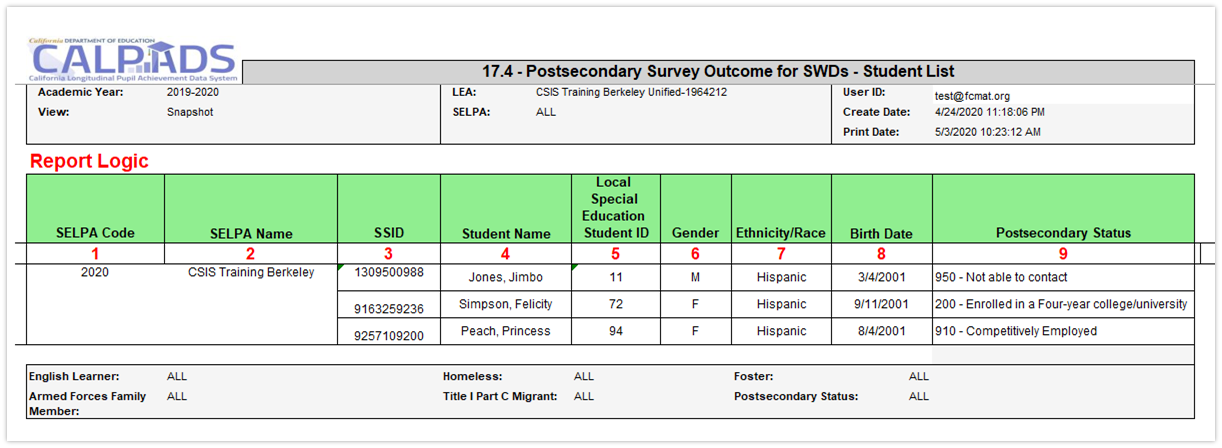 California DEPARTMENT OF EDUCATION
CALPADS
California Longitudinal Pupil Achievement Data System
17.4 - Postsecondary Survey Outcome for SWDs - Student List
Academic Year: 2019-2020 LEA: CSIS Training Berkeley Unified-1964212 User ID: test@fcmat.org
View: Snapshot SELPA: ALL Create Date: 4/24/2020 11:18:06 PM
Print Date: 5/3/2020 10:23:12 AM
Report Logic
Local
Special
Education
SELPA Code SELPA Name SSID Student Name Student ID Gender Ethnicity/Race Birth Date Postsecondary Status
1 2 3 4 5 6 7 8 9
2020 CSIS Training Berkeley 1309500988 Jones, Jimbo 11 M Hispanic 3/4/2001 950 - Not able to contact
9163259236 Simpson, Felicity 72 F Hispanic 9/11/2001 200 - Enrolled in a Four-year college/university
9257109200 Peach, Princess 94 F Hispanic 8/4/2001 910 - Competitively Employed
English Learner: ALL Homeless: ALL Foster: ALL
Armed Forces Family ALL Title I Part C Migrant: ALL Postsecondary Status: ALL
Member: